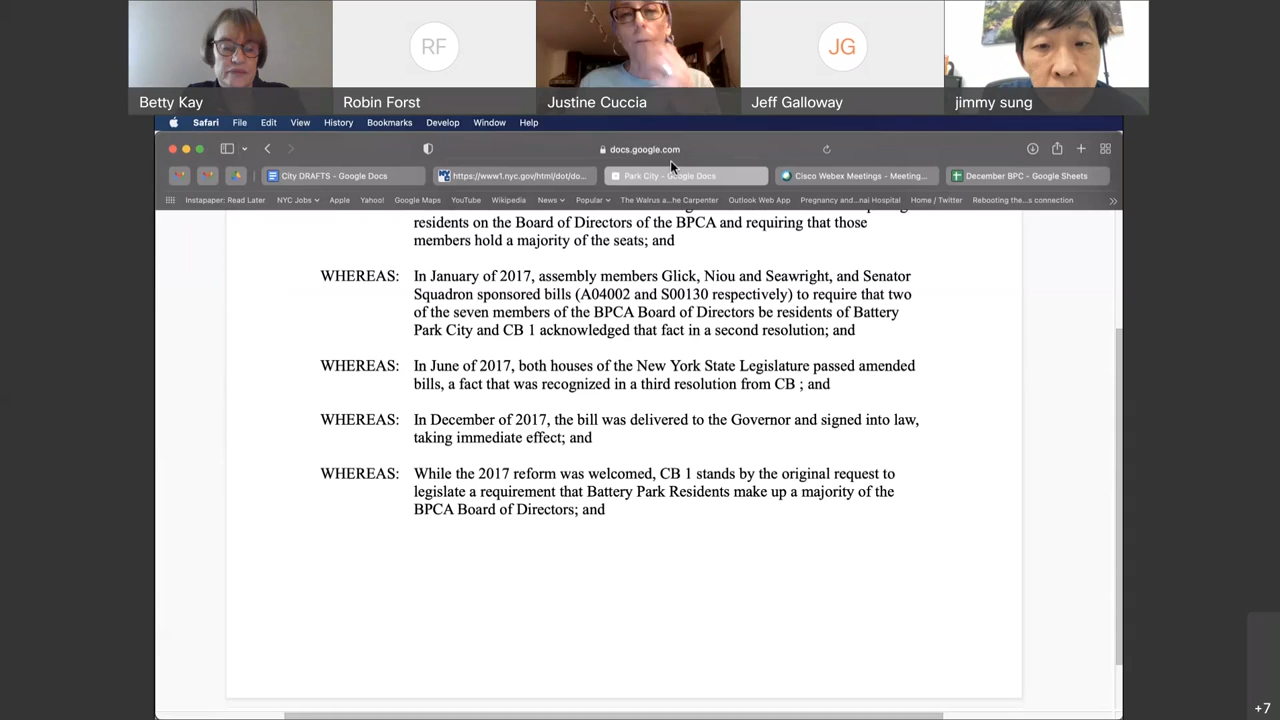 RF
JG
Betty Kay
Robin Forst
Justine Cuccia
Jeff Galloway
jimmy sung
Safari File Edit View History Bookmarks Develop Window Help
docs.google.com
City DRAFTS - Google Docs
https://www1.nyc.gov/html/dot/do...
Park City - Google Docs
Cisco Webex Meetings - Meeting...
December BPC - Google Sheets
Instapaper: Read Later NYC Jobs Apple Yahoo! Google Maps YouTube Wikipedia News Popular The Walrus a...he Carpenter Outlook Web App Pregnancy and...nai Hospital Home / Twitter Rebooting the...s connection
residents on the Board of Directors of the BPCA and requiring that those
members hold a majority of the seats; and
WHEREAS: In January of 2017, assembly members Glick, Niou and Seawright, and Senator
Squadron sponsored bills (A04002 and S00130 respectively) to require that two
of the seven members of the BPCA Board of Directors be residents of Battery
Park City and CB 1 acknowledged that fact in a second resolution; and
WHEREAS: In June of 2017, both houses of the New York State Legislature passed amended
bills, a fact that was recognized in a third resolution from CB ; and
WHEREAS: In December of 2017, the bill was delivered to the Governor and signed into law,
taking immediate effect; and
WHEREAS: While the 2017 reform was welcomed, CB 1 stands by the original request to
legislate a requirement that Battery Park Residents make up a majority of the
BPCA Board of Directors; and
+7